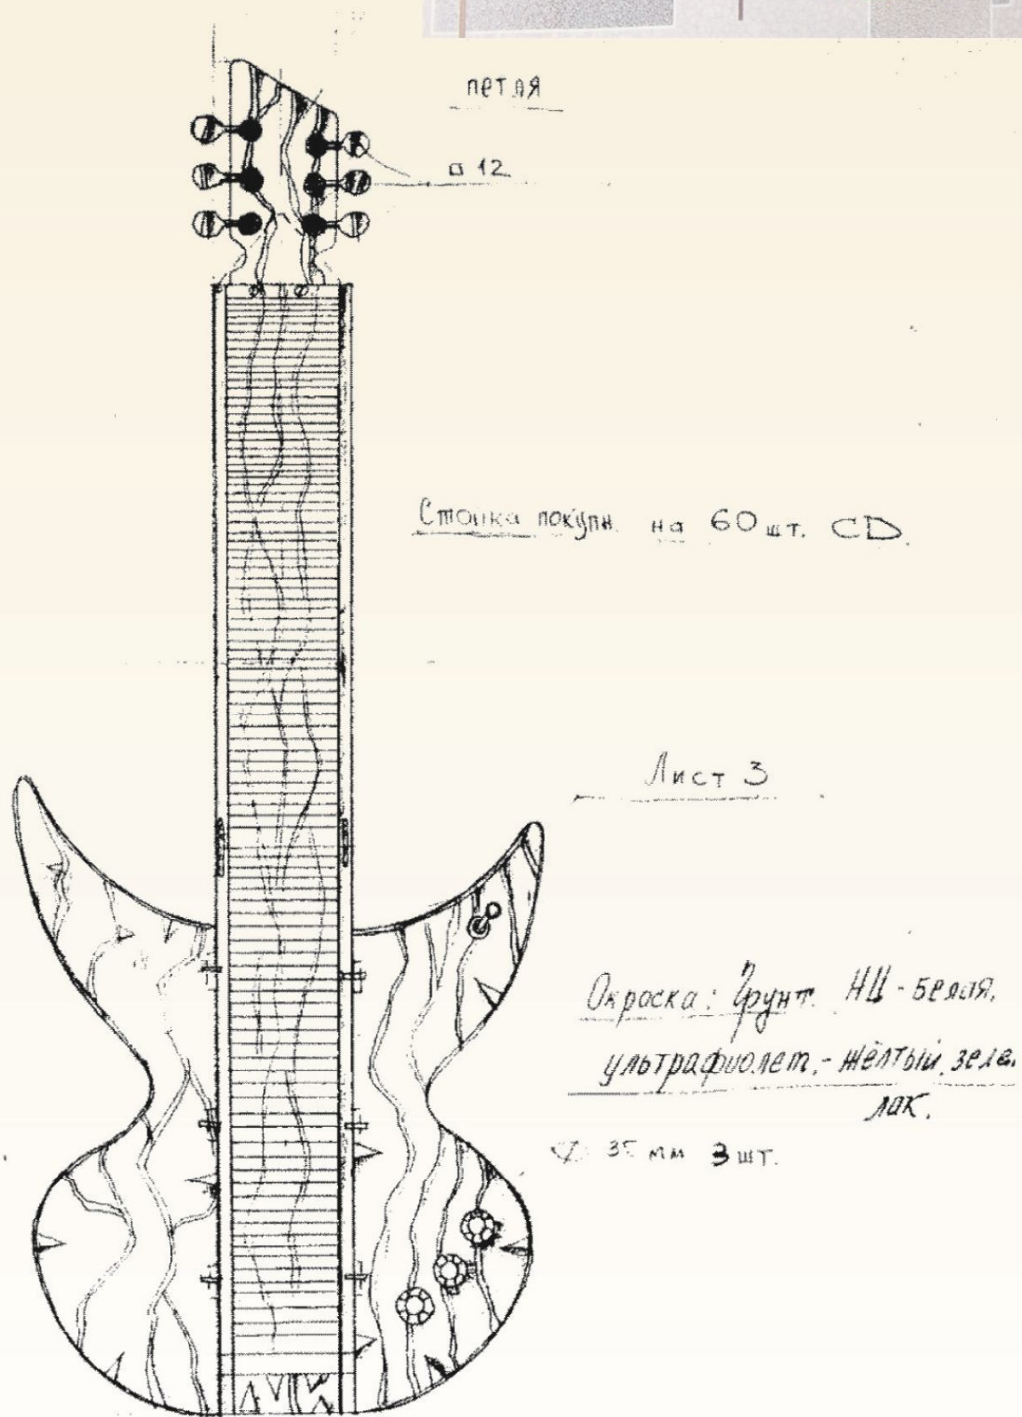 петля
12
Стойка покупн. на 60 шт. CD.
Лист 3
Окраска: Грунт. НЦ - белая.
ультрафиолет. - жёлтый, зеле.
лак.
35 мм 3 шт.